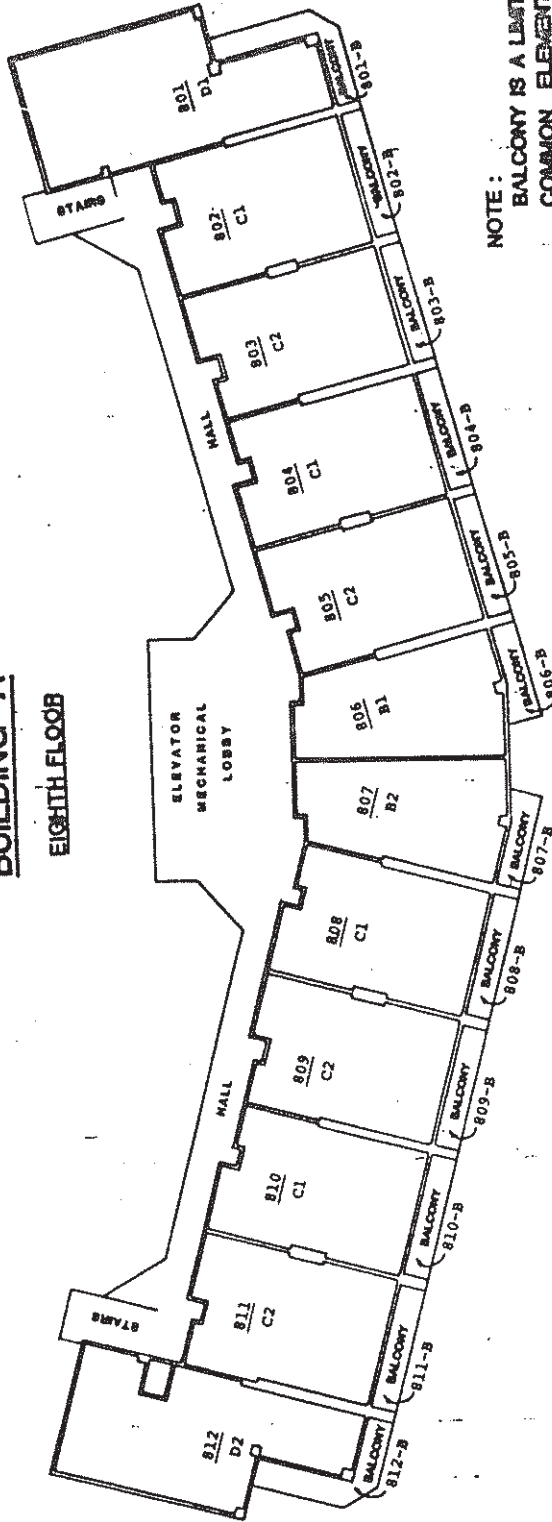 BUILDING "A"
EIGHTH FLOOR
ELEVATOR
MECHANICAL
LOBBY
STAIRS
HALL
HALL
STAIRS
812
D2
811
C2
810
C1
809
C2
808
C1
807
B2
806
B1
805
C2
804
C1
803
C2
802
C1
801
D1
BALCONY
812-B
BALCONY
811-B
BALCONY
810-B
BALCONY
809-B
BALCONY
808-B
BALCONY
807-B
BALCONY
806-B
BALCONY
805-B
BALCONY
804-B
BALCONY
803-B
BALCONY
802-B
BALCONY
801-B
NOTE:
BALCONY IS A LIMIT
COMMON ELEMENT